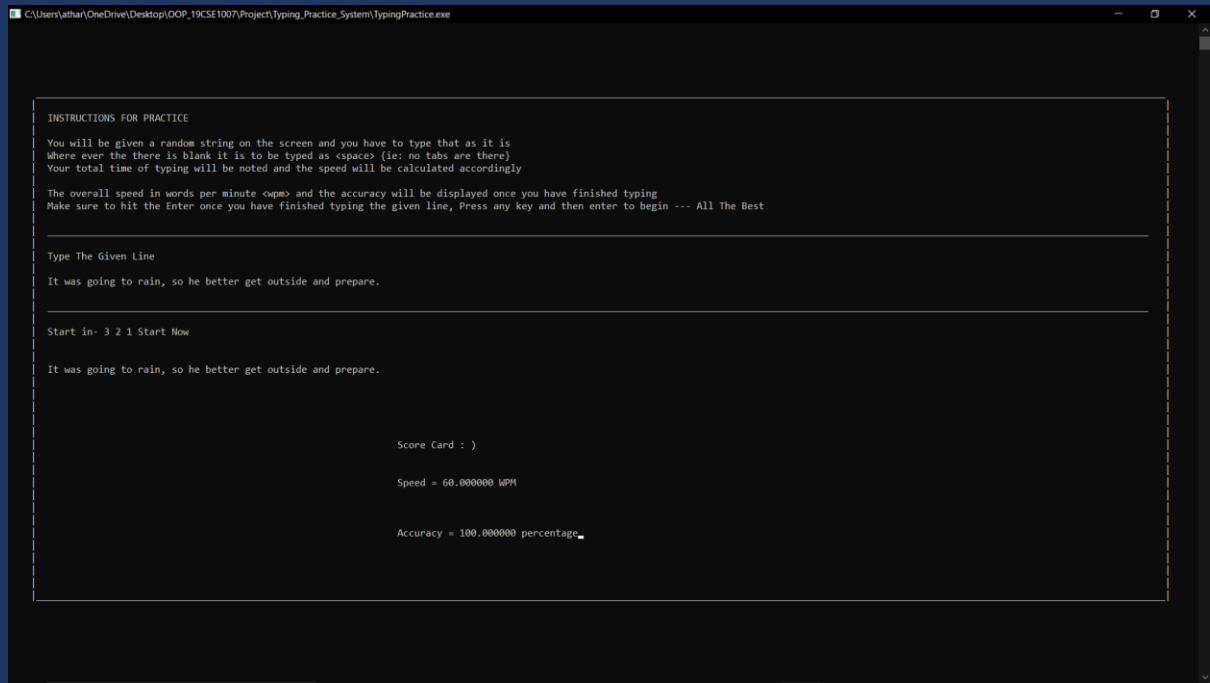 C:\Users\athar\OneDrive\Desktop\OOP_19CSE1007\Project\Typing_Practice_System\TypingPractice.exe
INSTRUCTIONS FOR PRACTICE
You will be given a random string on the screen and you have to type that as it is
Where ever the there is blank it is to be typed as <space> {ie: no tabs are there}
Your total time of typing will be noted and the speed will be calculated accordingly
The overall speed in words per minute <wpm> and the accuracy will be displayed once you have finished typing
Make sure to hit the Enter once you have finished typing the given line, Press any key and then enter to begin --- All The Best
Type The Given Line
It was going to rain, so he better get outside and prepare.
Start in- 3 2 1 Start Now
It was going to rain, so he better get outside and prepare.
Score Card : )
Speed = 60.000000 WPM
Accuracy = 100.000000 percentage